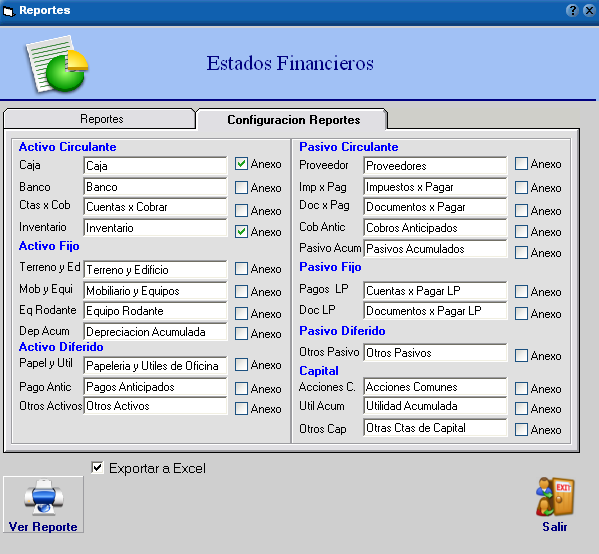 Reportes
Estados Financieros
Reportes
Configuracion Reportes
Activo Circulante
Caja Caja Anexo
Banco Banco Anexo
Ctas x Cob Cuentas x Cobrar Anexo
Inventario Inventario Anexo
Activo Fijo
Terreno y Ed Terreno y Edificio Anexo
Mob y Equi Mobiliario y Equipos Anexo
Eq Rodante Equipo Rodante Anexo
Dep Acum Depreciacion Acumulada Anexo
Activo Diferido
Papel y Util Papeleria y Utiles de Oficina Anexo
Pago Antic Pagos Anticipados Anexo
Otros Activos Otros Activos Anexo
Pasivo Circulante
Proveedor Proveedores Anexo
Imp x Pag Impuestos x Pagar Anexo
Doc x Pag Documentos x Pagar Anexo
Cob Antic Cobros Anticipados Anexo
Pasivo Acum Pasivos Acumulados Anexo
Pasivo Fijo
Pagos LP Cuentas x Pagar LP Anexo
Doc LP Documentos x Pagar LP Anexo
Pasivo Diferido
Otros Pasivo Otros Pasivos Anexo
Capital
Acciones C. Acciones Comunes Anexo
Util Acum Utilidad Acumulada Anexo
Otros Cap Otras Ctas de Capital Anexo
Exportar a Excel
Ver Reporte
EXIT
Salir